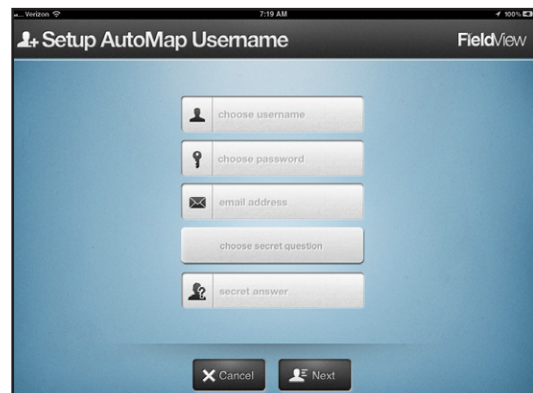 Verizon
7:19 AM
100%
Setup AutoMap Username
FieldView
choose username
choose password
email address
choose secret question
secret answer
Cancel
Next